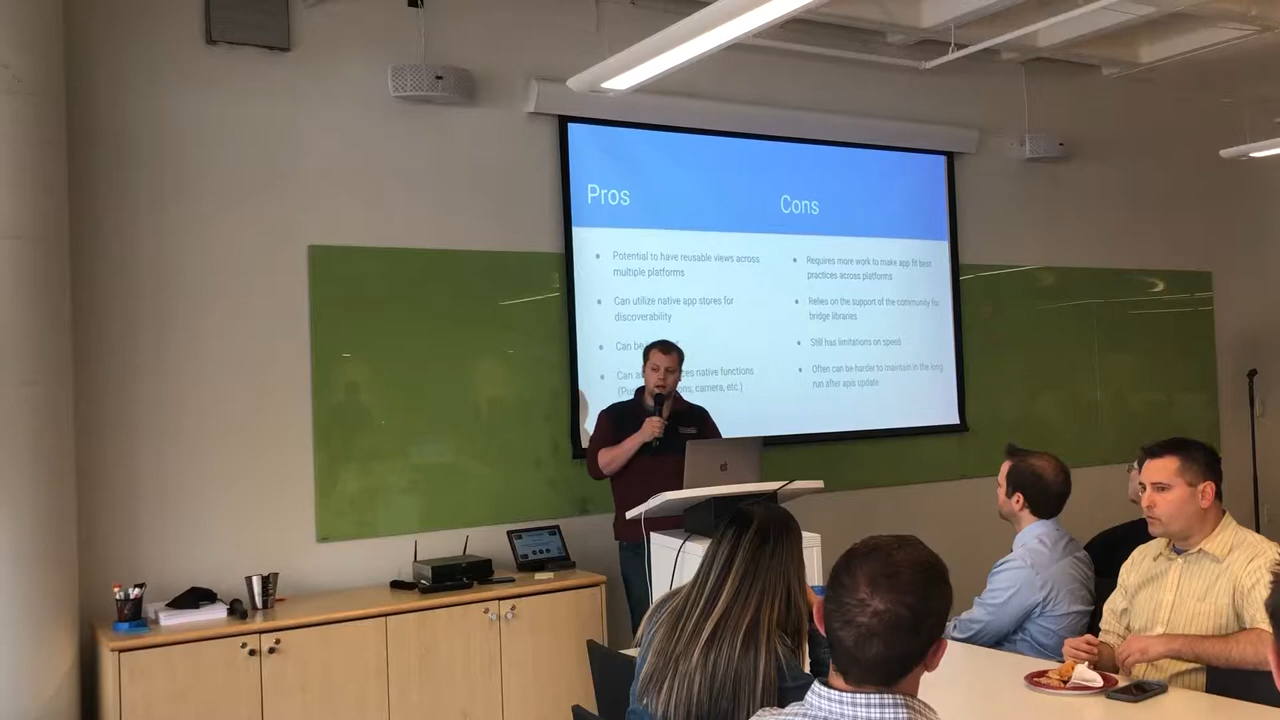 Pros
Potential to have reusable views across
multiple platforms
Can utilize native app stores for
discoverability
Can be
Can a ces native functions
(Pus ons, camera, etc.)
Cons
Requires more work to make app fit best
practices across platforms
Relies on the support of the community for
bridge libraries
Still has limitations on speed
Often can be harder to maintain in the long
run after apis update